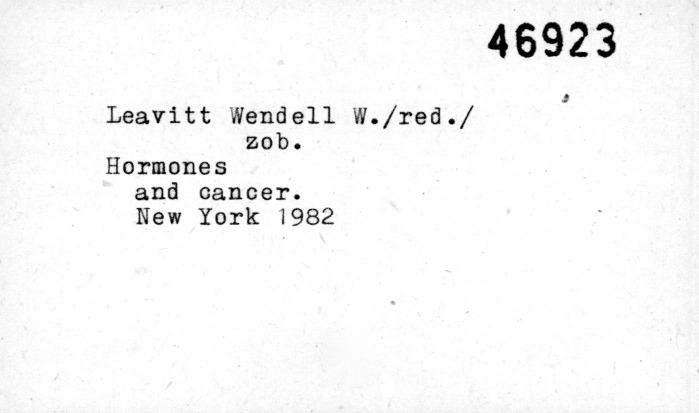 46923
Leavitt Wendell W./red./
zob.
Hormones
and cancer.
New York 1982